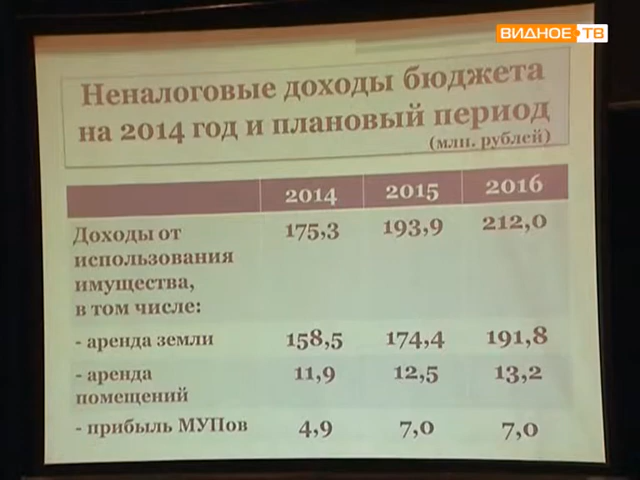 ВИДНОЕ ТВ
Неналоговые доходы бюджета
на 2014 год и плановый период
(млн. рублей)
2014 2015 2016
Доходы от 175,3 193,9 212,0
использования
имущества,
в том числе:
- аренда земли 158,5 174,4 191,8
- аренда 11,9 12,5 13,2
помещений
- прибыль МУПов 4,9 7,0 7,0